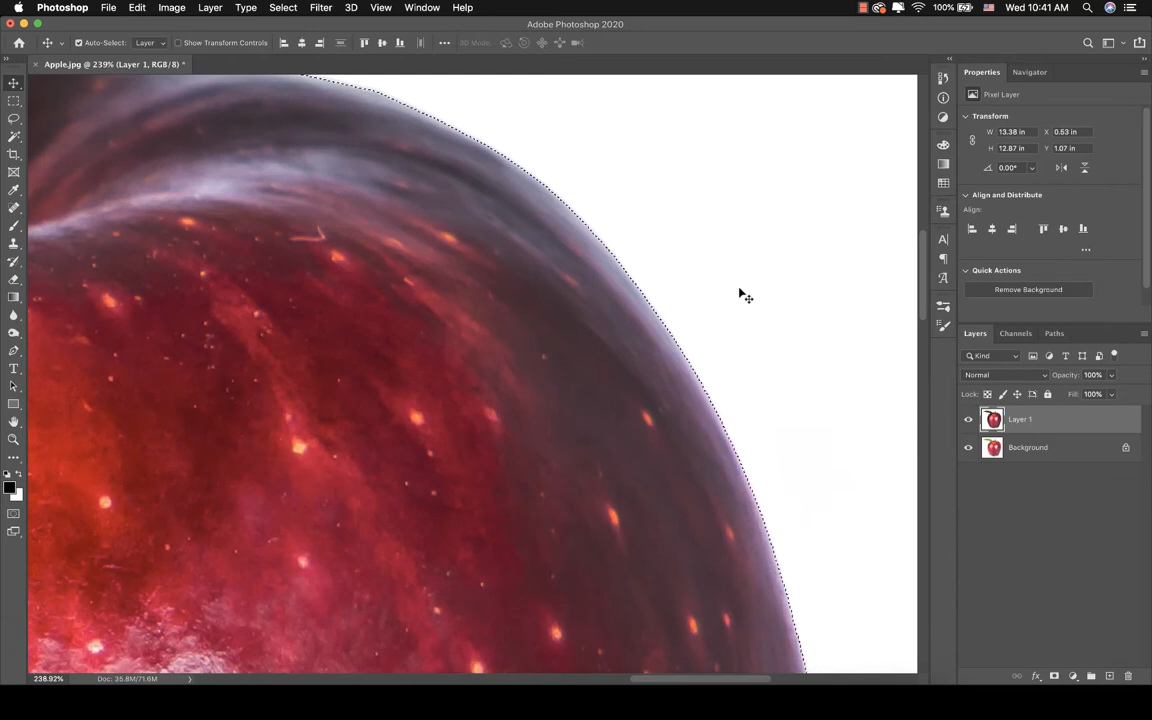 Photoshop File Edit Image Layer Type Select Filter 3D View Window Help 100% Wed 10:41 AM
Adobe Photoshop 2020
Auto-Select: Layer Show Transform Controls 3D Mode:
Apple.jpg @ 239% (Layer 1, RGB/8) *
Properties Navigator
Pixel Layer
Transform
W 13.38 in X 0.53 in
H 12.87 in Y 1.07 in
0.00°
Align and Distribute
Align:
Quick Actions
Remove Background
Layers Channels Paths
Kind
Normal Opacity: 100%
Lock: Fill: 100%
Layer 1
Background
238.92% Doc: 35.8M/71.6M